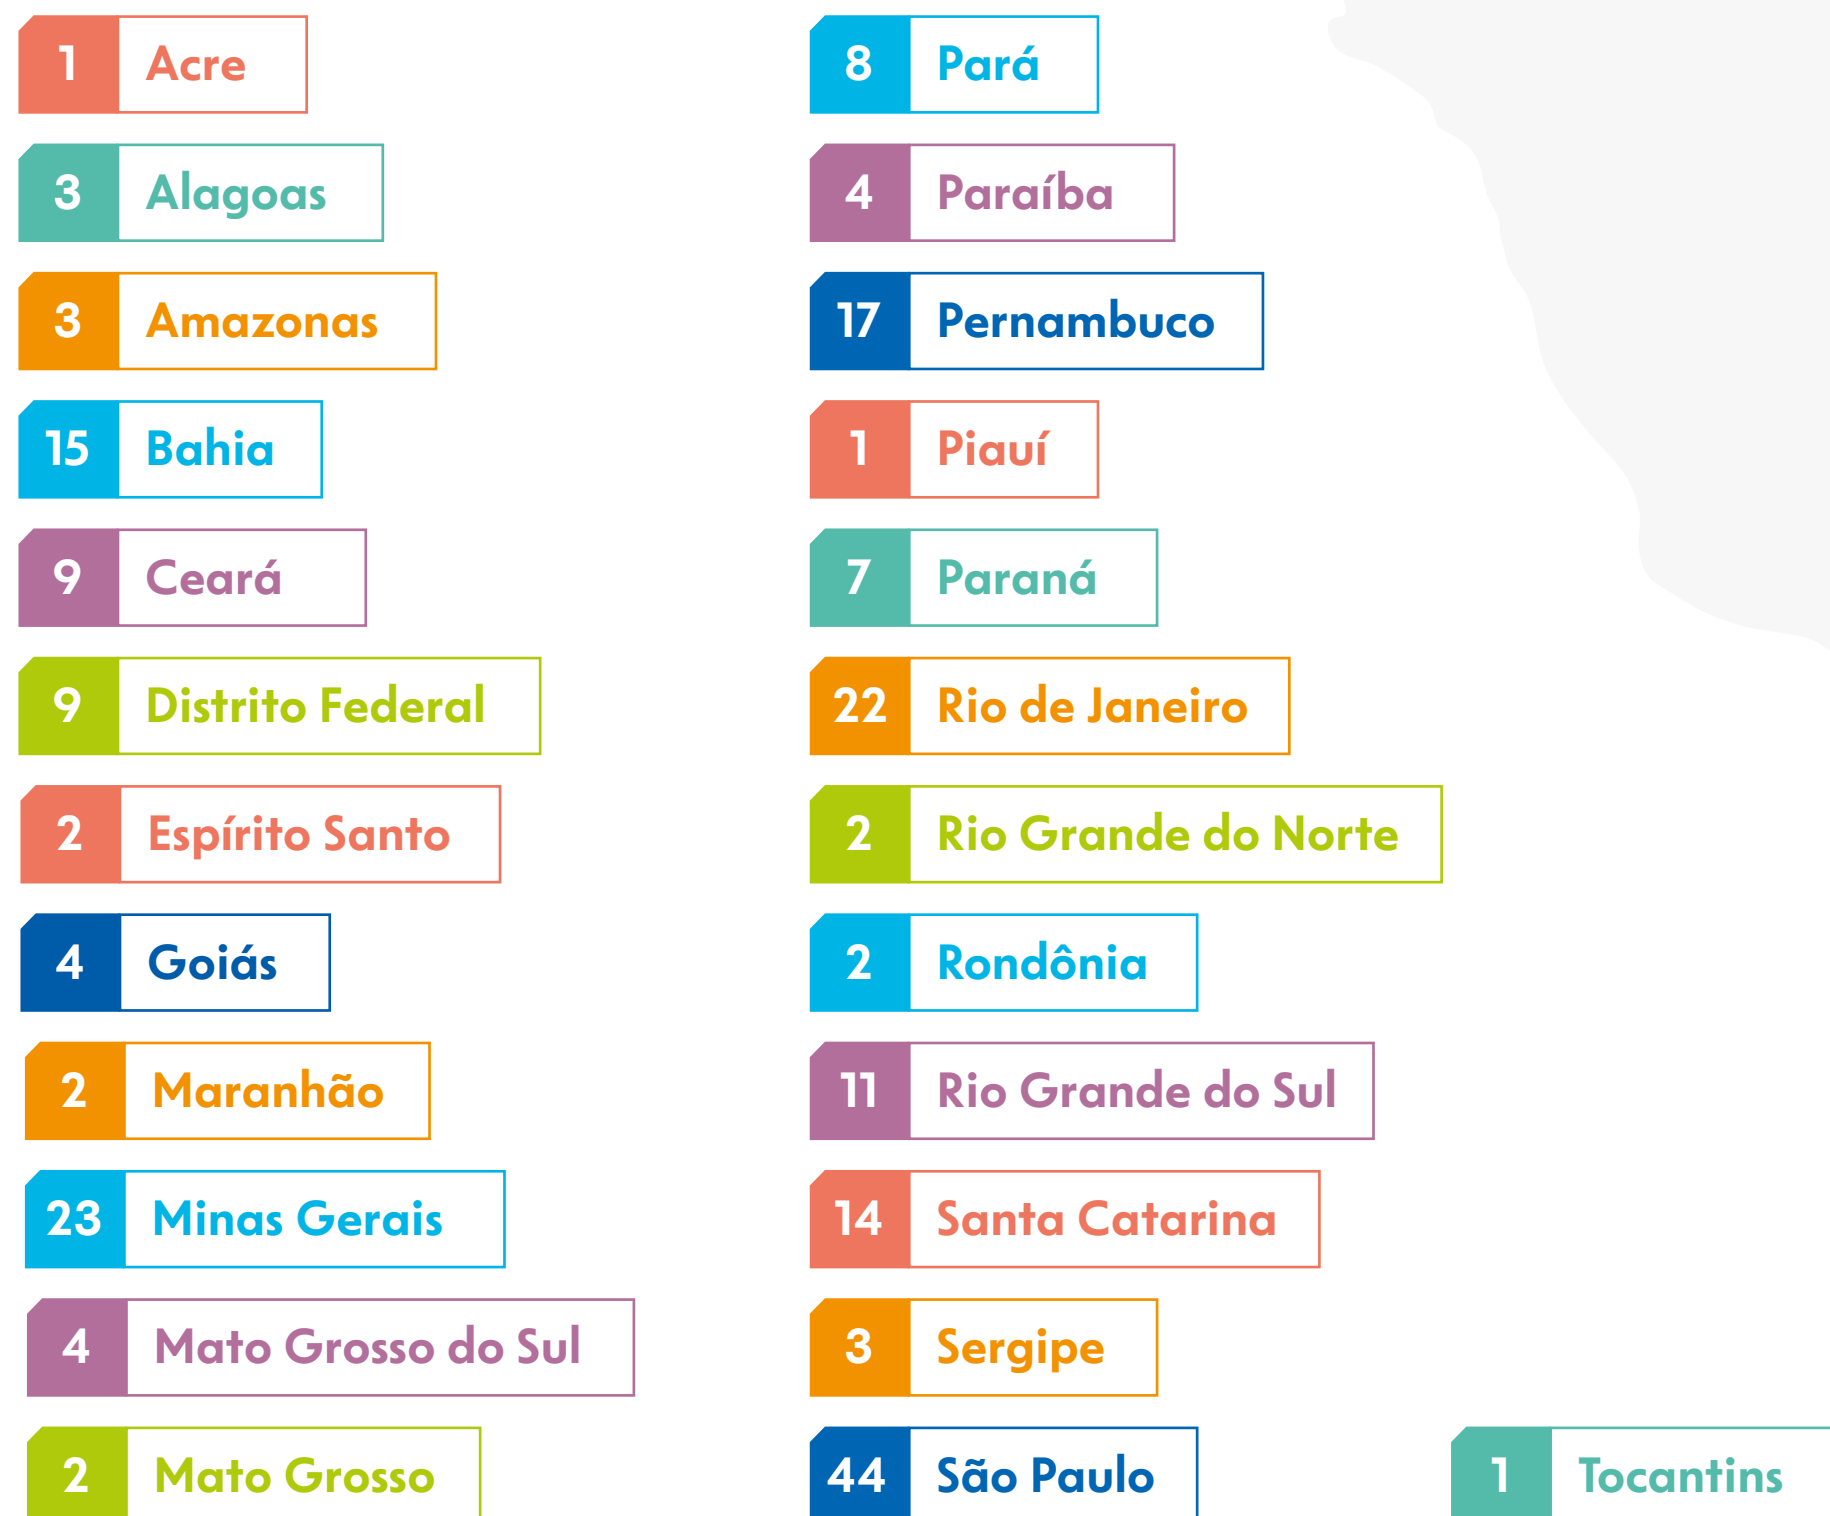 1 Acre
3 Alagoas
3 Amazonas
15 Bahia
9 Ceará
9 Distrito Federal
2 Espírito Santo
4 Goiás
2 Maranhão
23 Minas Gerais
4 Mato Grosso do Sul
2 Mato Grosso
8 Pará
4 Paraíba
17 Pernambuco
1 Piauí
7 Paraná
22 Rio de Janeiro
2 Rio Grande do Norte
2 Rondônia
11 Rio Grande do Sul
14 Santa Catarina
3 Sergipe
44 São Paulo
1 Tocantins